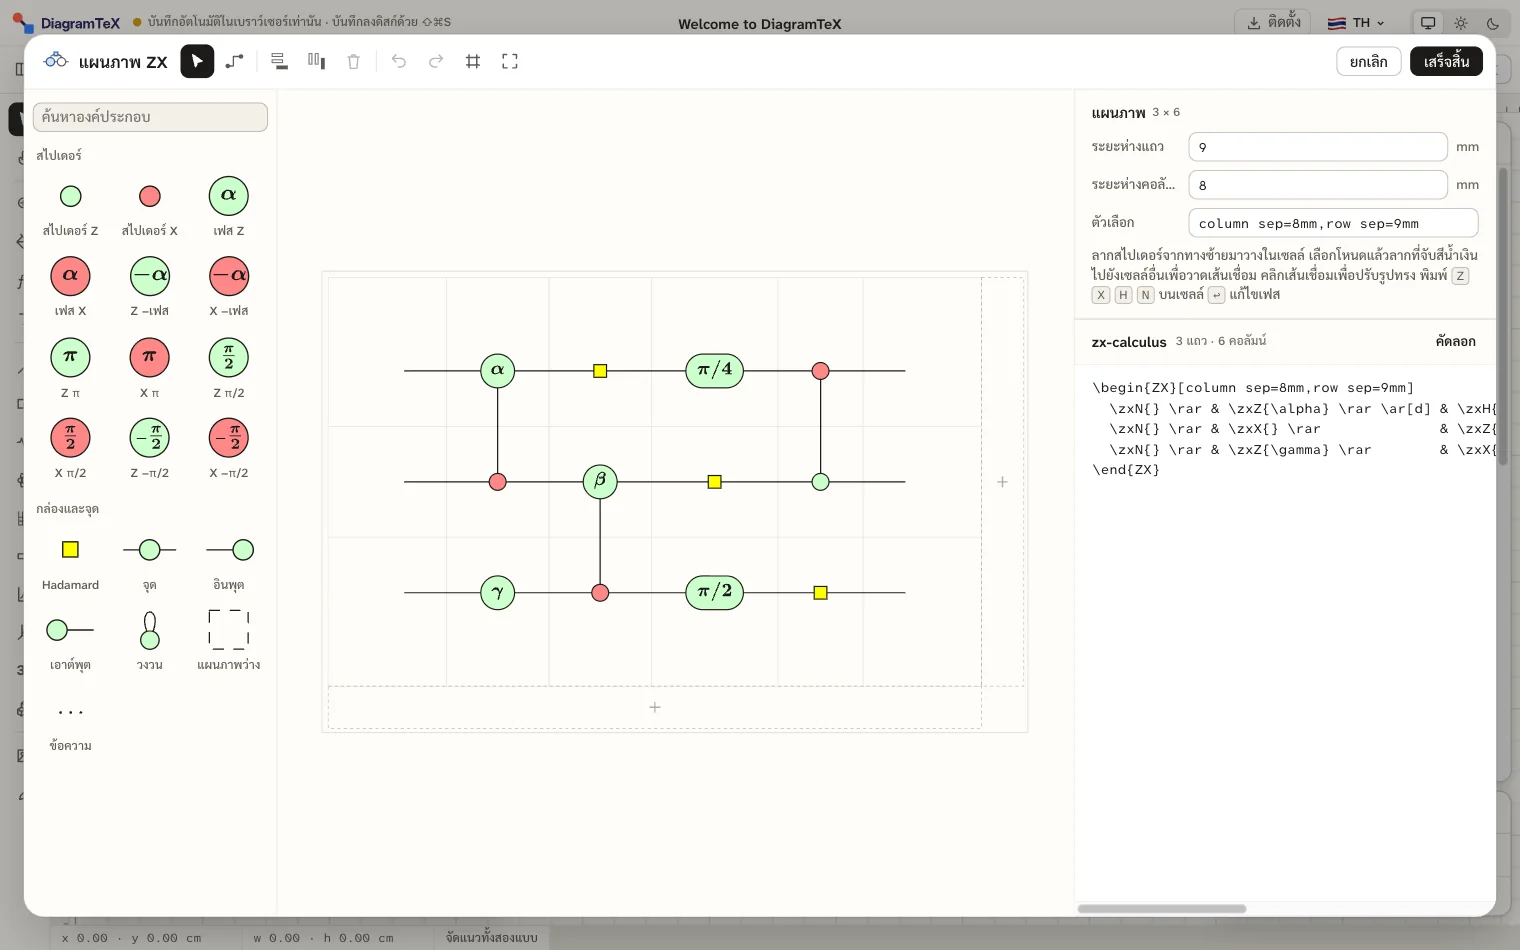 DiagramTeX
บันทึกอัตโนมัติในเบราว์เซอร์เท่านั้น · บันทึกลงดิสก์ด้วย ⇧⌘S
Welcome to DiagramTeX
ติดตั้ง
TH
แผนภาพ ZX
ยกเลิก
เสร็จสิ้น
ค้นหาองค์ประกอบ
สไปเดอร์
α
สไปเดอร์ Z
สไปเดอร์ X
เฟส Z
α
−α
−α
เฟส X
Z −เฟส
X −เฟส
π
π
π/2
Z π
X π
Z π/2
π/2
−π/2
−π/2
X π/2
Z −π/2
X −π/2
กล่องและจุด
Hadamard
จุด
อินพุต
เอาต์พุต
วงวน
แผนภาพว่าง
···
ข้อความ
α
π/4
β
γ
π/2
+
+
แผนภาพ 3 × 6
ระยะห่างแถว 9 mm
ระยะห่างคอลั... 8 mm
ตัวเลือก column sep=8mm,row sep=9mm
ลากสไปเดอร์จากทางซ้ายมาวางในเซลล์ เลือกโหนดแล้วลากที่จับสีน้ำเงิน
ไปยังเซลล์อื่นเพื่อวาดเส้นเชื่อม คลิกเส้นเชื่อมเพื่อปรับรูปทรง พิมพ์ Z
X H N บนเซลล์ ↩ แก้ไขเฟส
zx-calculus 3 แถว · 6 คอลัมน์
คัดลอก
\begin{ZX}[column sep=8mm,row sep=9mm]
\zxN{} \rar & \zxZ{\alpha} \rar \ar[d] & \zxH{
\zxN{} \rar & \zxX{} \rar & \zxZ{
\zxN{} \rar & \zxZ{\gamma} \rar & \zxX{
\end{ZX}
x 0.00 · y 0.00 cm
w 0.00 · h 0.00 cm
จัดแนวทั้งสองแบบ